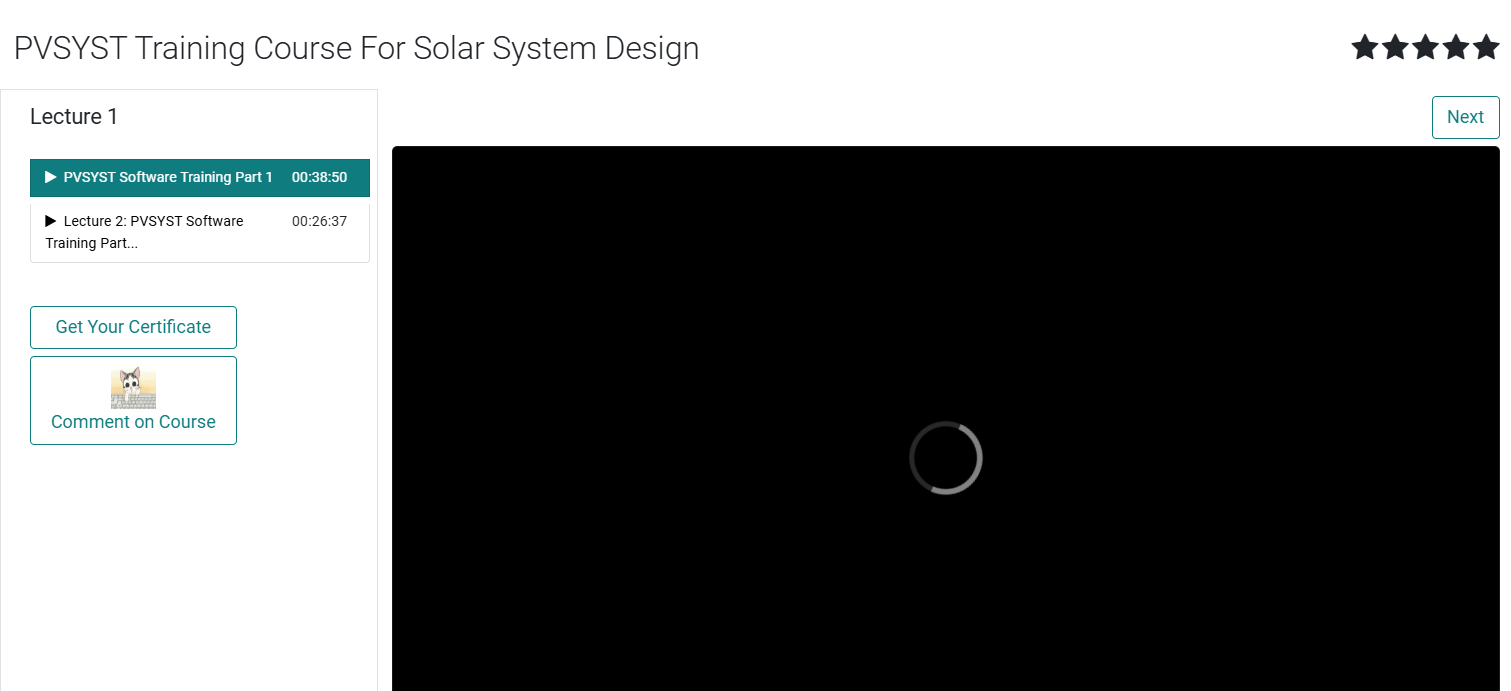 PVSYST Training Course For Solar System Design
Lecture 1
Next
PVSYST Software Training Part 1 00:38:50
Lecture 2: PVSYST Software 00:26:37
Training Part...
Get Your Certificate
Comment on Course